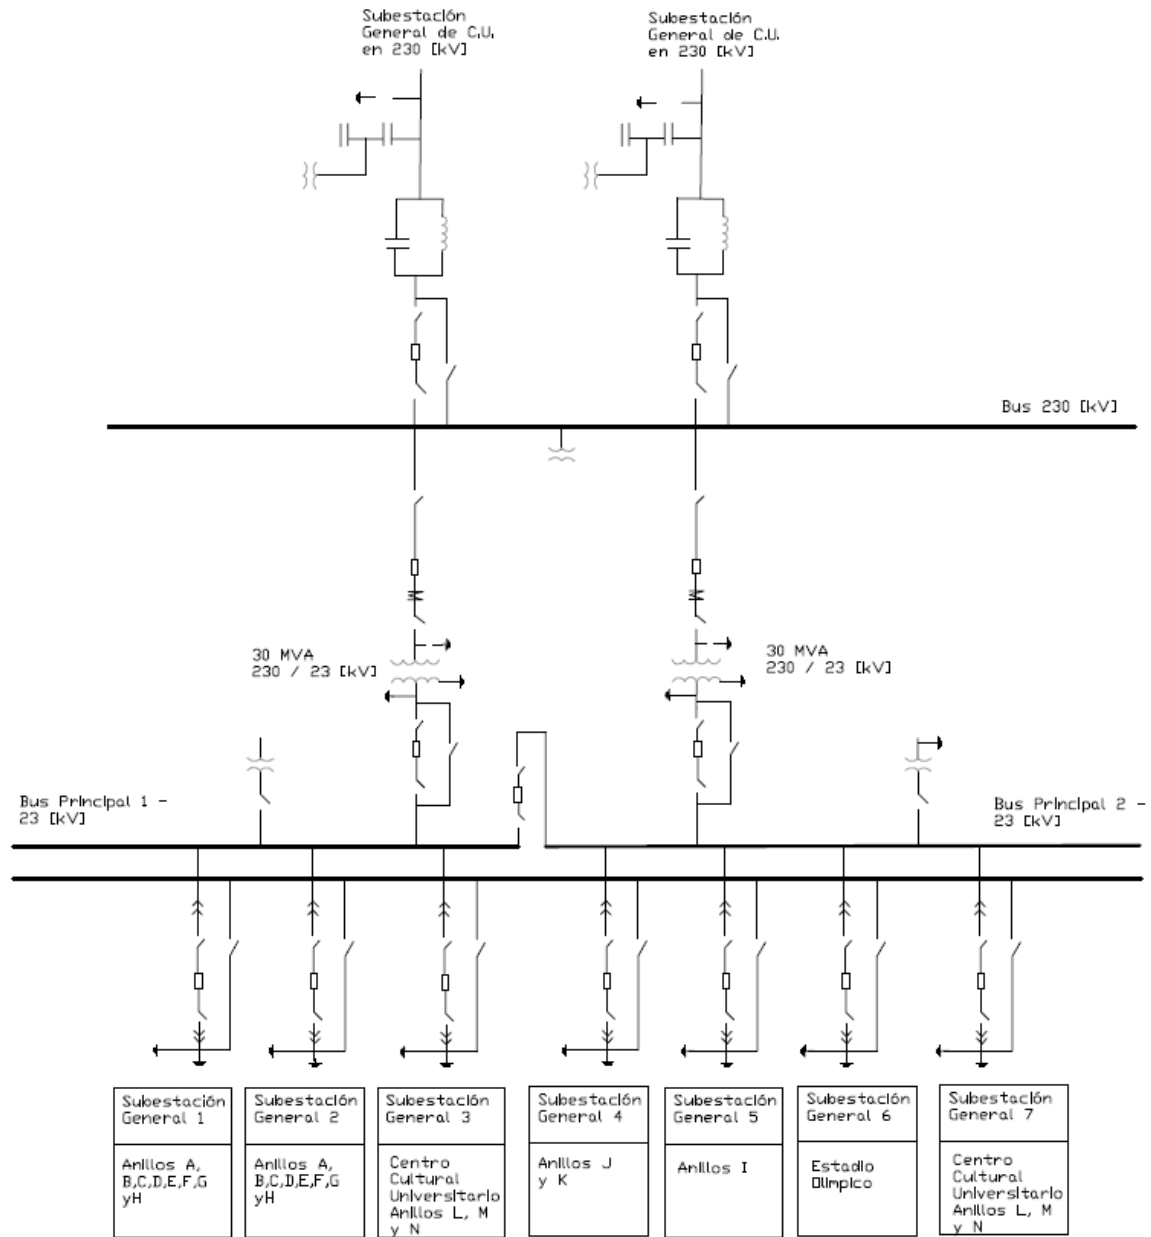 Subestación
General de C.U.
en 230 [kV]
Subestación
General de C.U.
en 230 [kV]
Bus 230 [kV]
30 MVA
230 / 23 [kV]
30 MVA
230 / 23 [kV]
Bus Principal 1 -
23 [kV]
Bus Principal 2 -
23 [kV]
Subestación
General 1
Anillos A,
B,C,D,E,F,G
yH
Subestación
General 2
Anillos A,
B,C,D,E,F,G
yH
Subestación
General 3
Centro
Cultural
Universitario
Anillos L, M
y N
Subestación
General 4
Anillos J
y K
Subestación
General 5
Anillos I
Subestación
General 6
Estadio
Olímpico
Subestación
General 7
Centro
Cultural
Universitario
Anillos L, M
y N